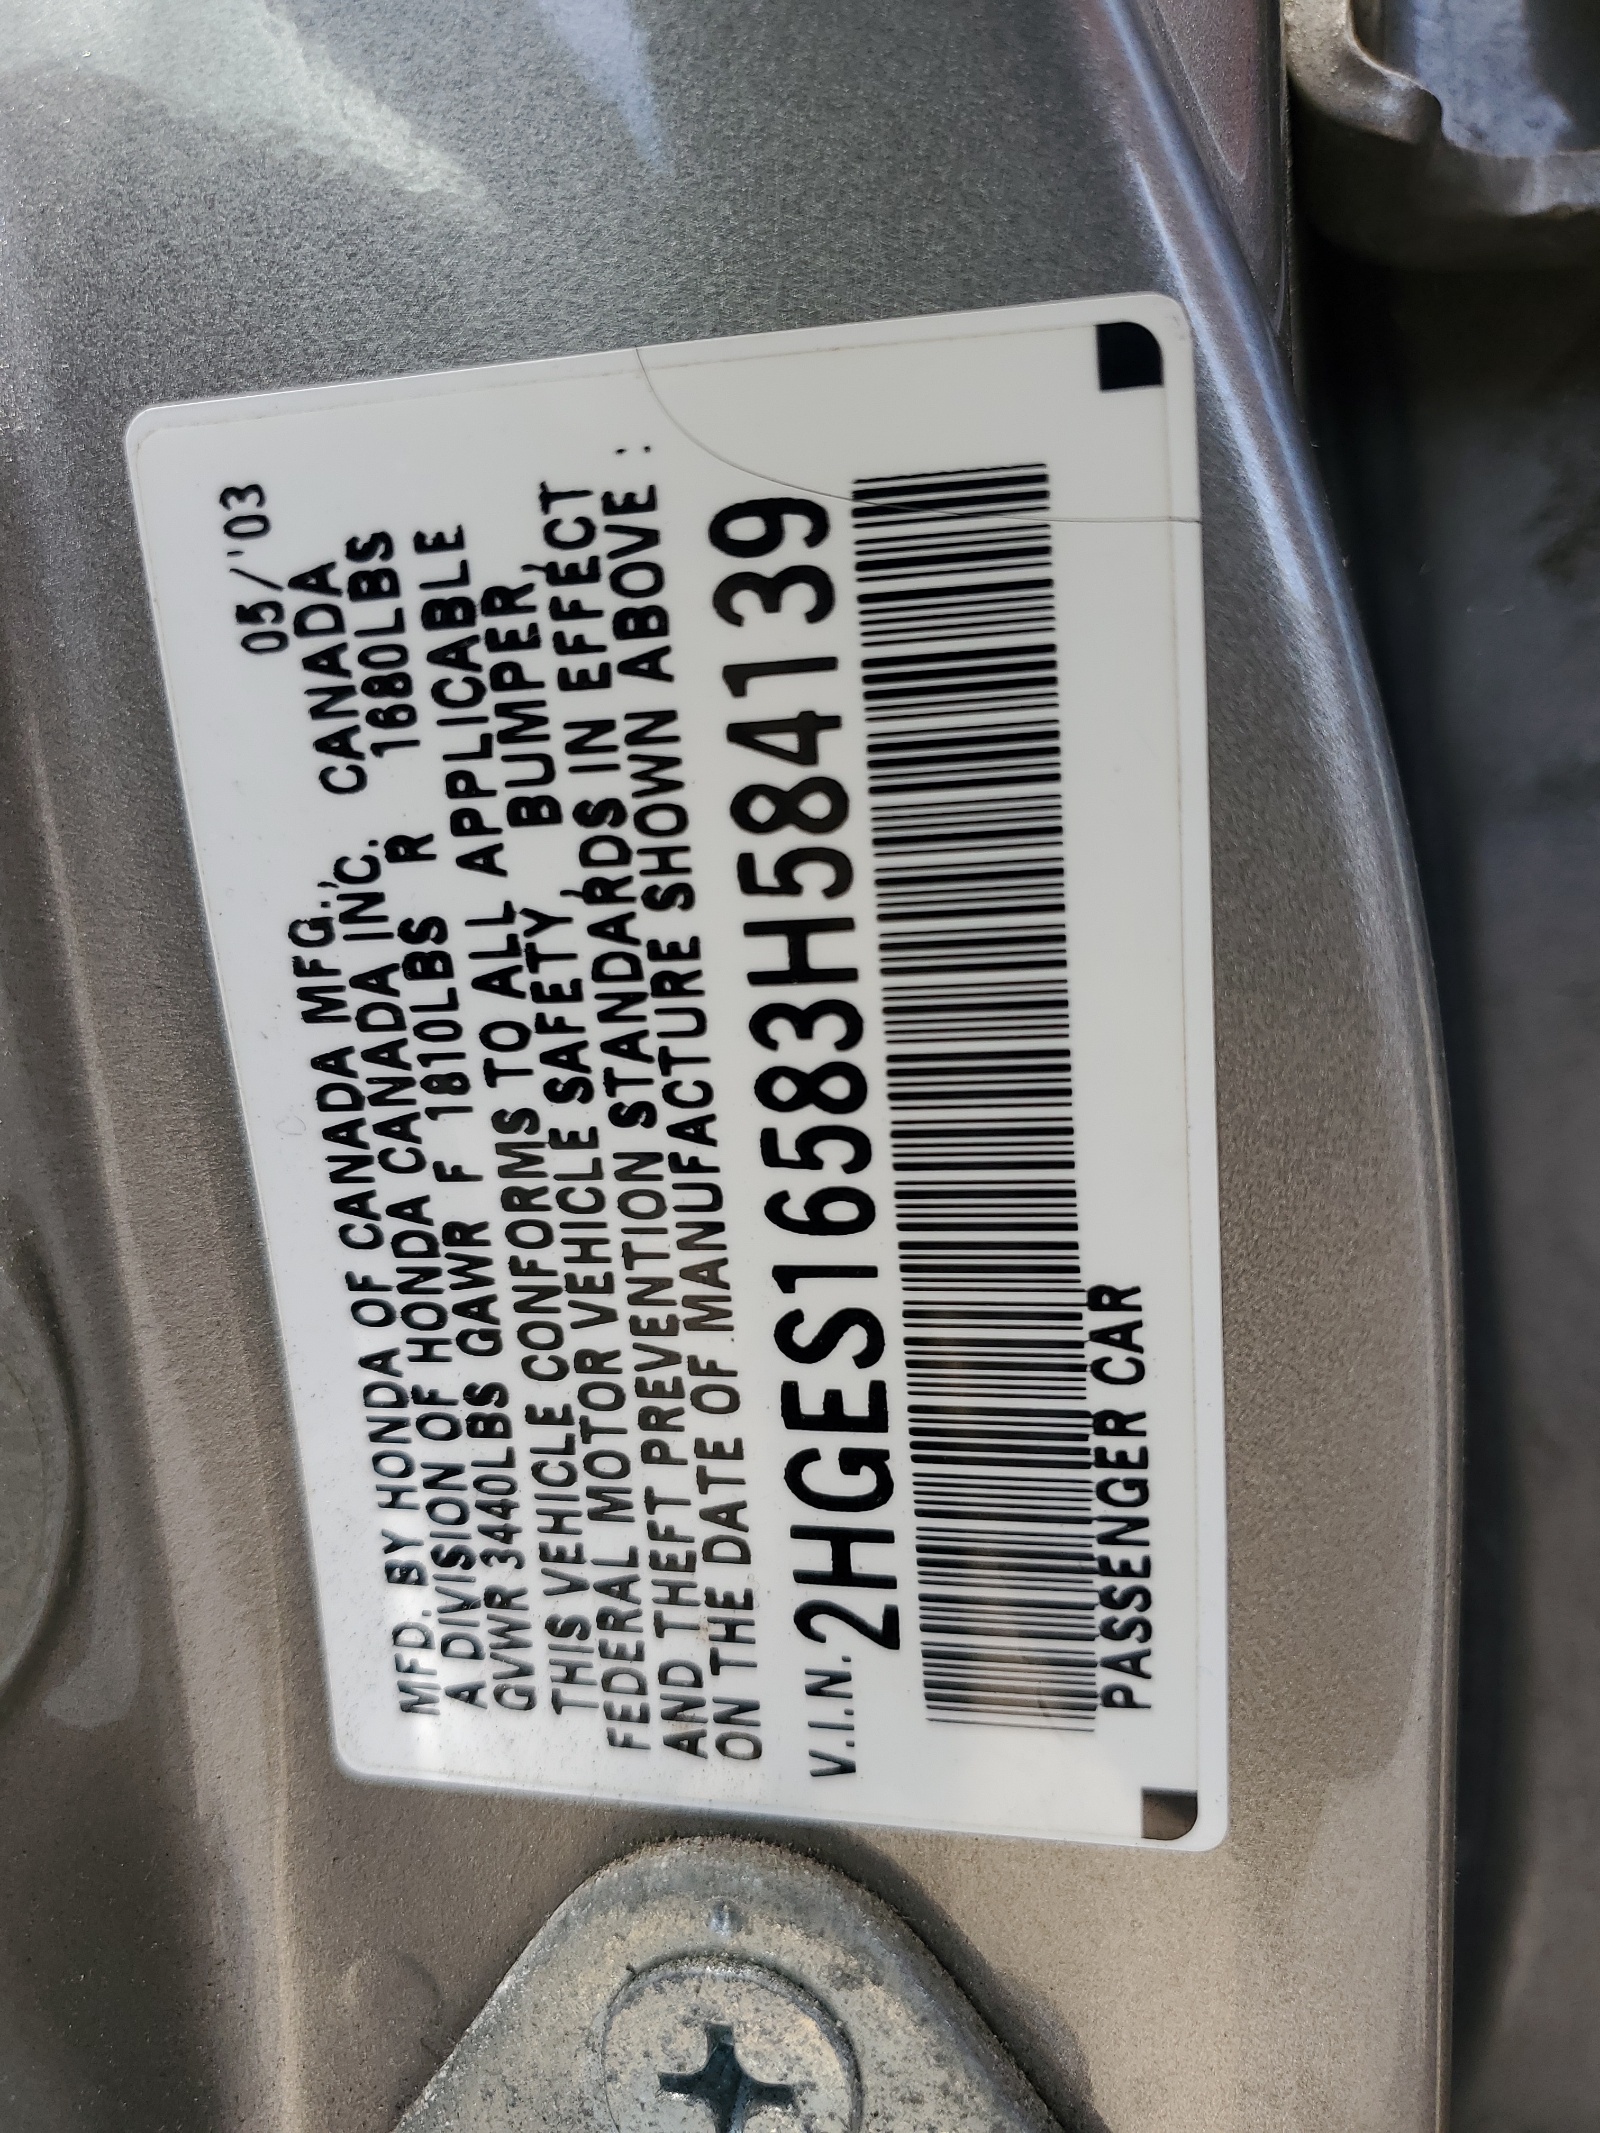 05/'03
MFD. BY HONDA OF CANADA MFG., CANADA
A DIVISION OF HONDA CANADA INC.
GVWR 3440LBS GAWR F 1810LBS R 1680LBS
THIS VEHICLE CONFORMS TO ALL APPLICABLE
FEDERAL MOTOR VEHICLE SAFETY, BUMPER,
AND THEFT PREVENTION STANDARDS IN EFFECT
ON THE DATE OF MANUFACTURE SHOWN ABOVE :
V.I.N. 2HGES16583H584139
PASSENGER CAR